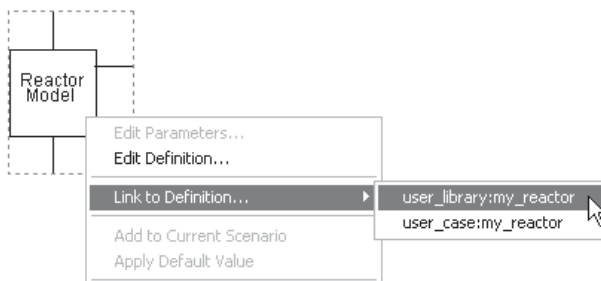 Reactor
Model
Edit Parameters...
Edit Definition...
Link to Definition...
user_library:my_reactor
user_case:my_reactor
Add to Current Scenario
Apply Default Value